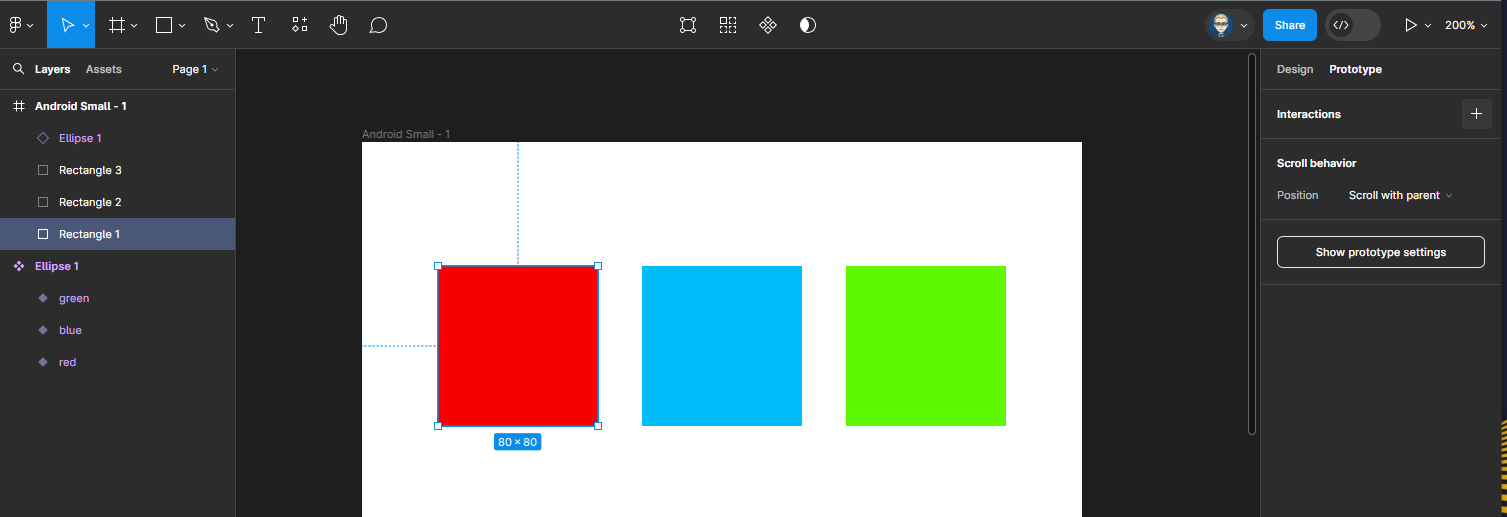 Share
200%
Layers
Assets
Page 1
Design
Prototype
Android Small - 1
Ellipse 1
Rectangle 3
Rectangle 2
Rectangle 1
Ellipse 1
green
blue
red
Android Small - 1
80 × 80
Interactions
Scroll behavior
Position
Scroll with parent
Show prototype settings